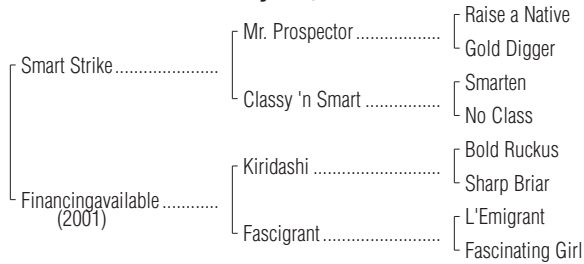 Raise a Native
Mr. Prospector..................
Gold Digger
Smart Strike......................
Smarten
Classy 'n Smart ................
No Class
Bold Ruckus
Kiridashi ...........................
Sharp Briar
Financingavailable ............
(2001)
L'Emigrant
Fascigrant.........................
Fascinating Girl